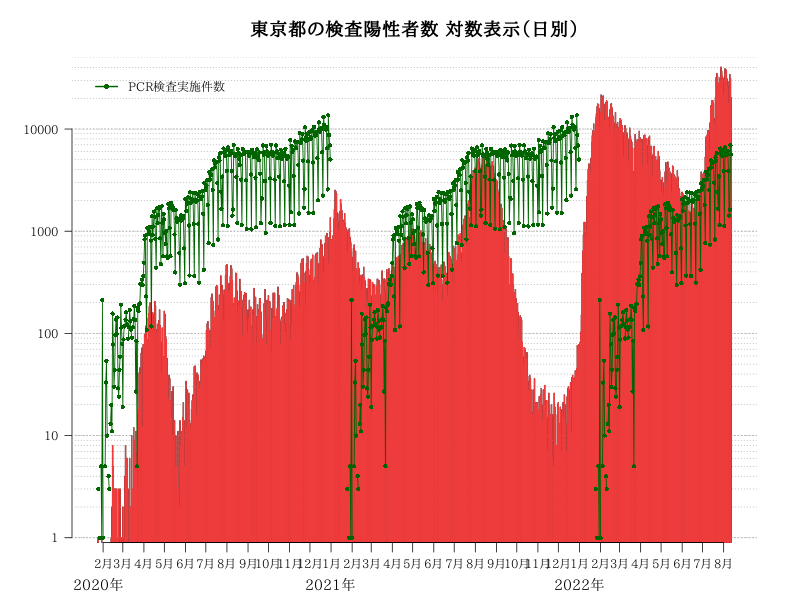 東京都の検査陽性者数 対数表示（日別）
PCR検査実施件数
10000
1000
100
10
1
2月 3月 4月 5月 6月 7月 8月 9月 10月 11月 12月 1月 2月 3月 4月 5月 6月 7月 8月 9月 10月 11月 12月 1月 2月 3月 4月 5月 6月 7月 8月
2020年 2021年 2022年